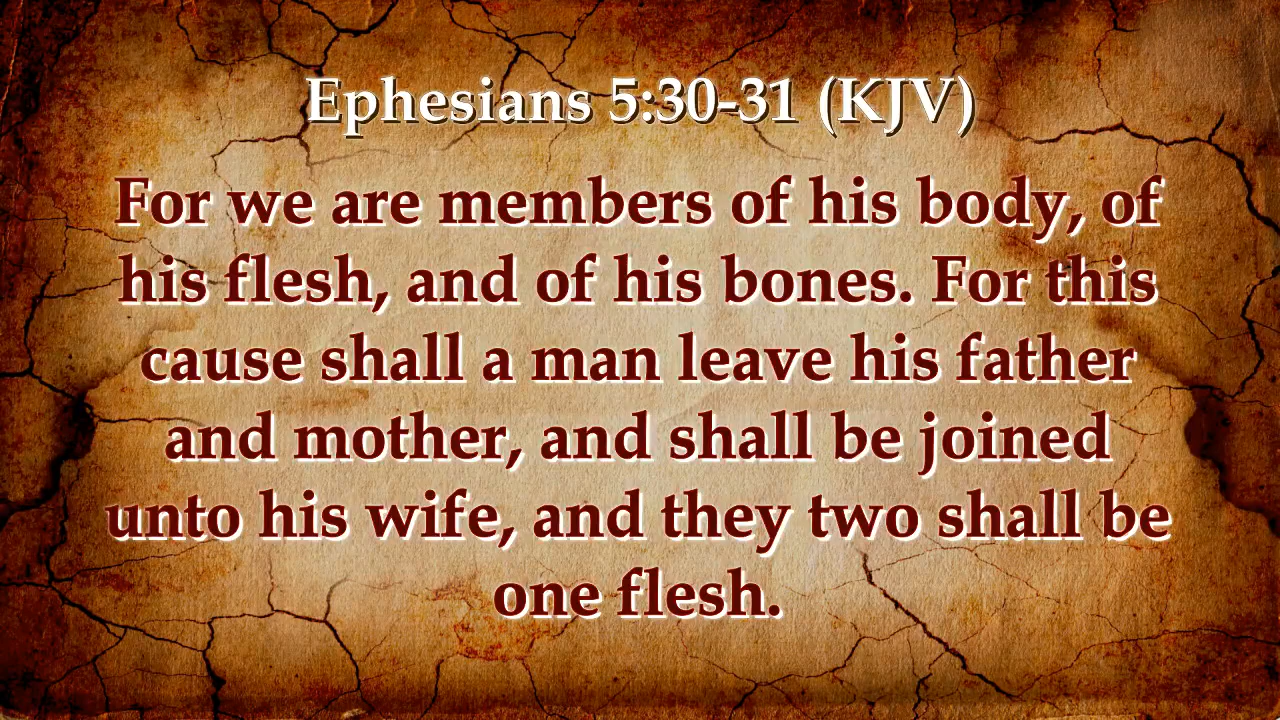 Ephesians 5:30-31 (KJV)
For we are members of his body, of
his flesh, and of his bones. For this
cause shall a man leave his father
and mother, and shall be joined
unto his wife, and they two shall be
one flesh.